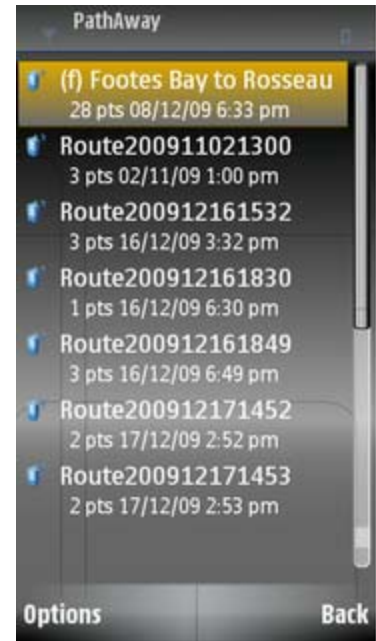 PathAway
(f) Footes Bay to Rosseau
28 pts 08/12/09 6:33 pm
Route200911021300
3 pts 02/11/09 1:00 pm
Route200912161532
3 pts 16/12/09 3:32 pm
Route200912161830
1 pts 16/12/09 6:30 pm
Route200912161849
3 pts 16/12/09 6:49 pm
Route200912171452
2 pts 17/12/09 2:52 pm
Route200912171453
2 pts 17/12/09 2:53 pm
Options Back